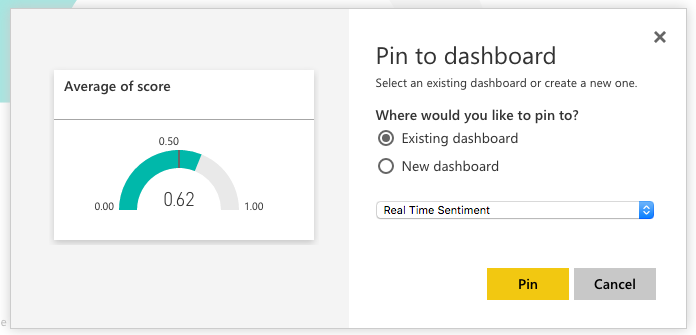 Average of score
0.50
0.00
0.62
1.00
Pin to dashboard
Select an existing dashboard or create a new one.
Where would you like to pin to?
Existing dashboard
New dashboard
Real Time Sentiment
Pin
Cancel
e